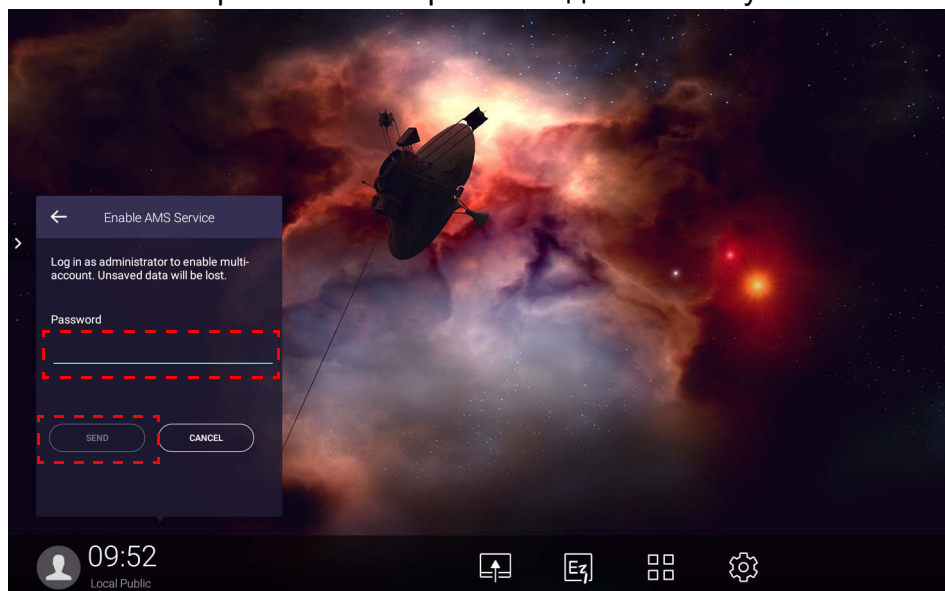 Enable AMS Service
Log in as administrator to enable multi-
account. Unsaved data will be lost.
Password
SEND
CANCEL
09:52
Local Public